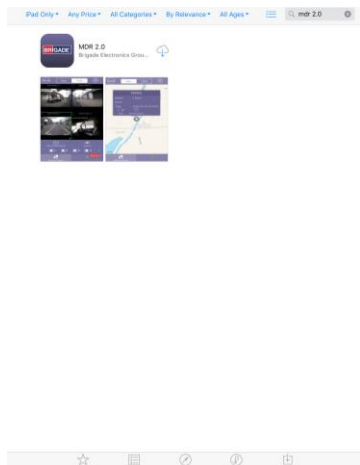 iPad Only Any Price All Categories By Relevance All Ages mdr 2.0
BRIGADE
MDR 2.0
Brigade Electronics Grou...